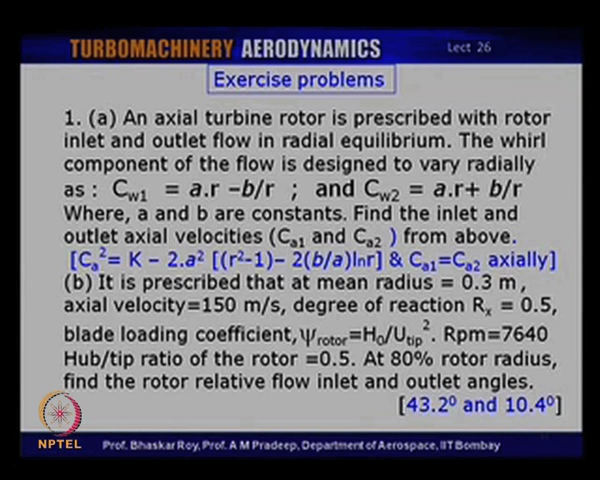 TURBOMACHINERY AERODYNAMICS Lect 26
Exercise problems
1. (a) An axial turbine rotor is prescribed with rotor
inlet and outlet flow in radial equilibrium. The whirl
component of the flow is designed to vary radially
as : Cw1 = a.r –b/r ; and Cw2 = a.r+ b/r
Where, a and b are constants. Find the inlet and
outlet axial velocities (Ca1 and Ca2 ) from above.
[Ca²= K – 2.a² [(r²-1)– 2(b/a)lnr] & Ca1=Ca2 axially]
(b) It is prescribed that at mean radius = 0.3 m ,
axial velocity=150 m/s, degree of reaction Rx = 0.5,
blade loading coefficient,ψrotor=H0/Utip². Rpm=7640
Hub/tip ratio of the rotor =0.5. At 80% rotor radius,
find the rotor relative flow inlet and outlet angles.
[43.2⁰ and 10.4⁰]
NPTEL
Prof. Bhaskar Roy, Prof. A M Pradeep, Department of Aerospace, IIT Bombay